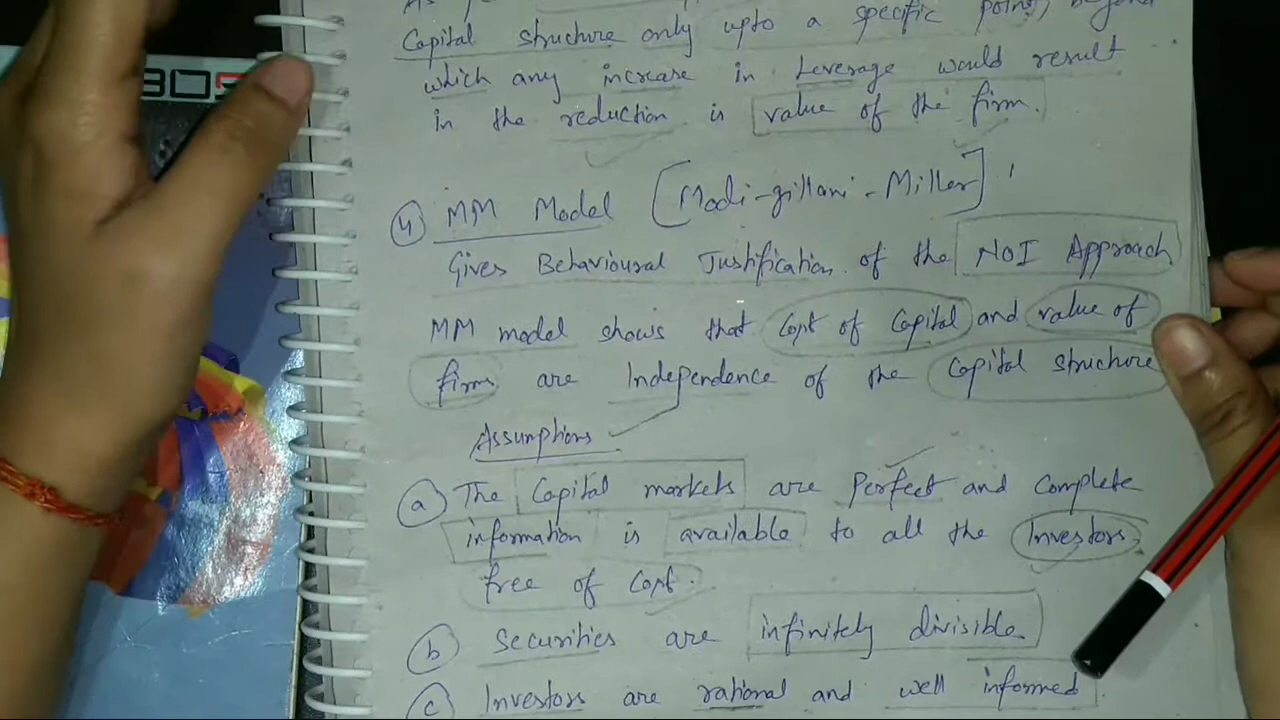 Capital structure only upto a specific point, beyond
which any increase in Leverage would result
in the reduction is value of the firm.
4 MM Model [Modi-gillani-Miller]
Gives Behavioural Justification of the NOI Approach
MM model shows that Cost of Capital and value of
firm are Independence of the Capital structure
Assumptions
a The Capital markets are perfect and complete
information is available to all the Investors
free of Cost.
b Securities are infinitely divisible
c Investors are rational and well informed